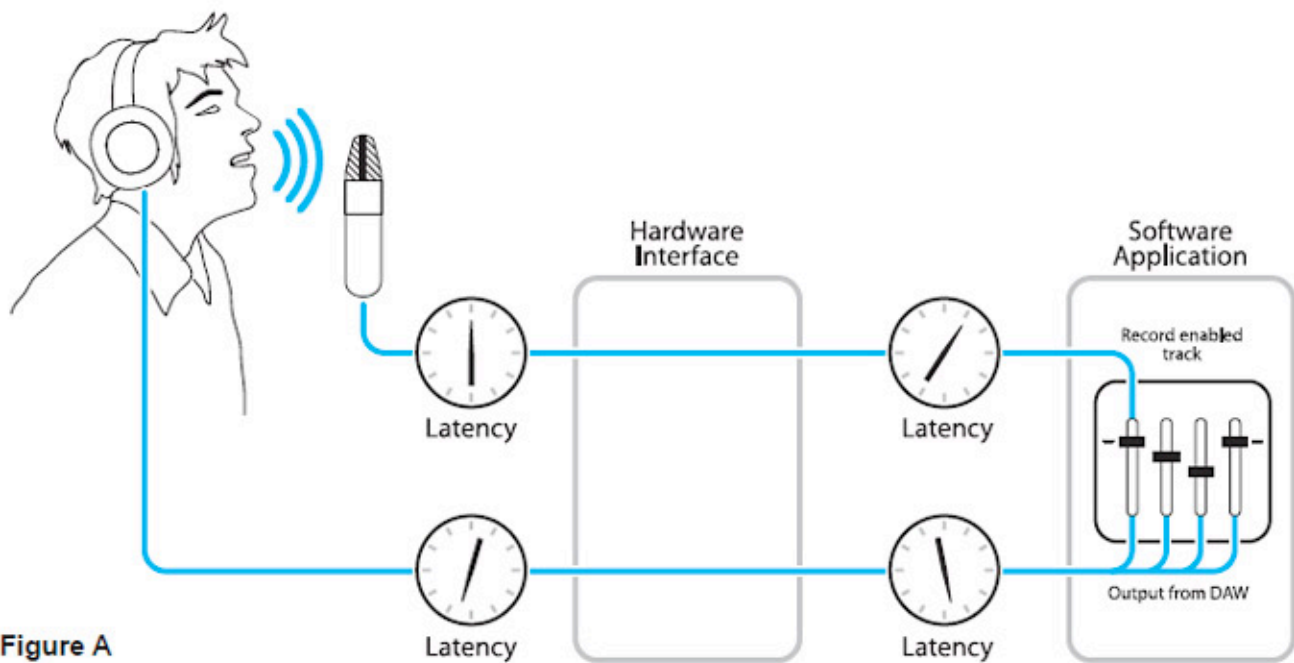 Hardware
Interface
Software
Application
Record enabled
track
Latency
Latency
Output from DAW
Latency
Latency
Figure A